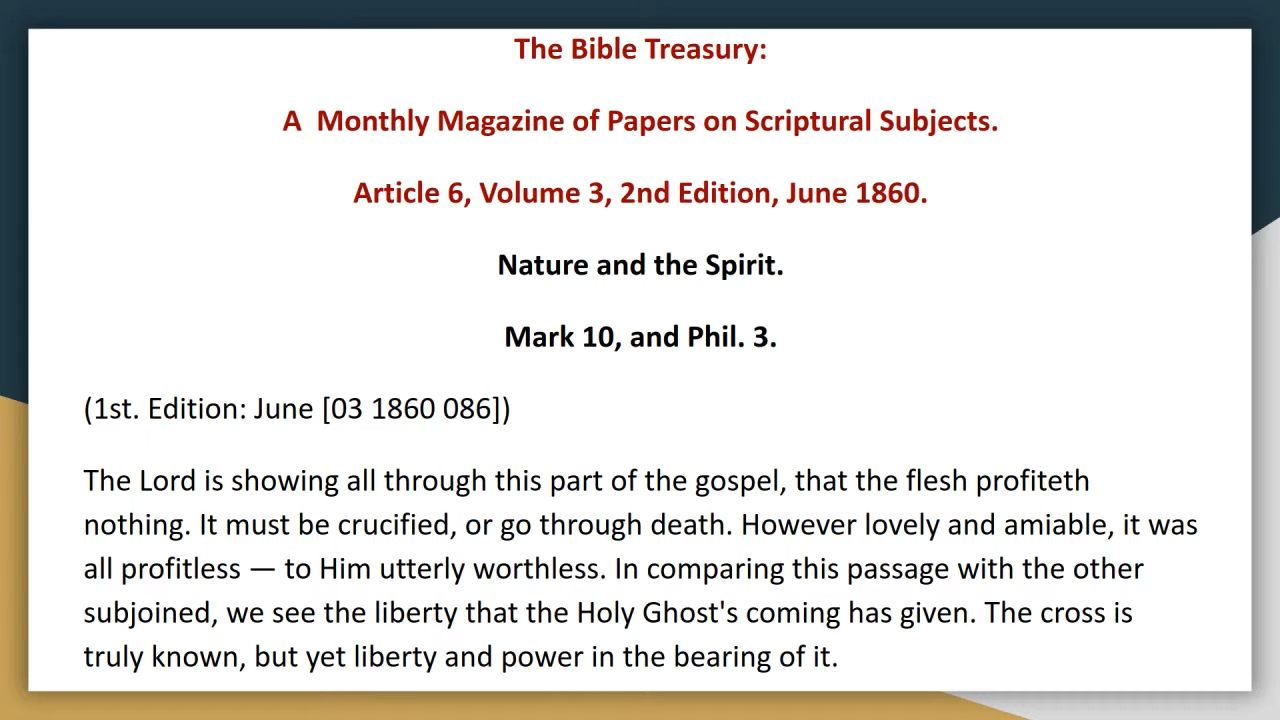 The Bible Treasury:
A  Monthly Magazine of Papers on Scriptural Subjects.
Article 6, Volume 3, 2nd Edition, June 1860.
Nature and the Spirit.
Mark 10, and Phil. 3.
(1st. Edition: June [03 1860 086])
The Lord is showing all through this part of the gospel, that the flesh profiteth
nothing. It must be crucified, or go through death. However lovely and amiable, it was
all profitless — to Him utterly worthless. In comparing this passage with the other
subjoined, we see the liberty that the Holy Ghost's coming has given. The cross is
truly known, but yet liberty and power in the bearing of it.